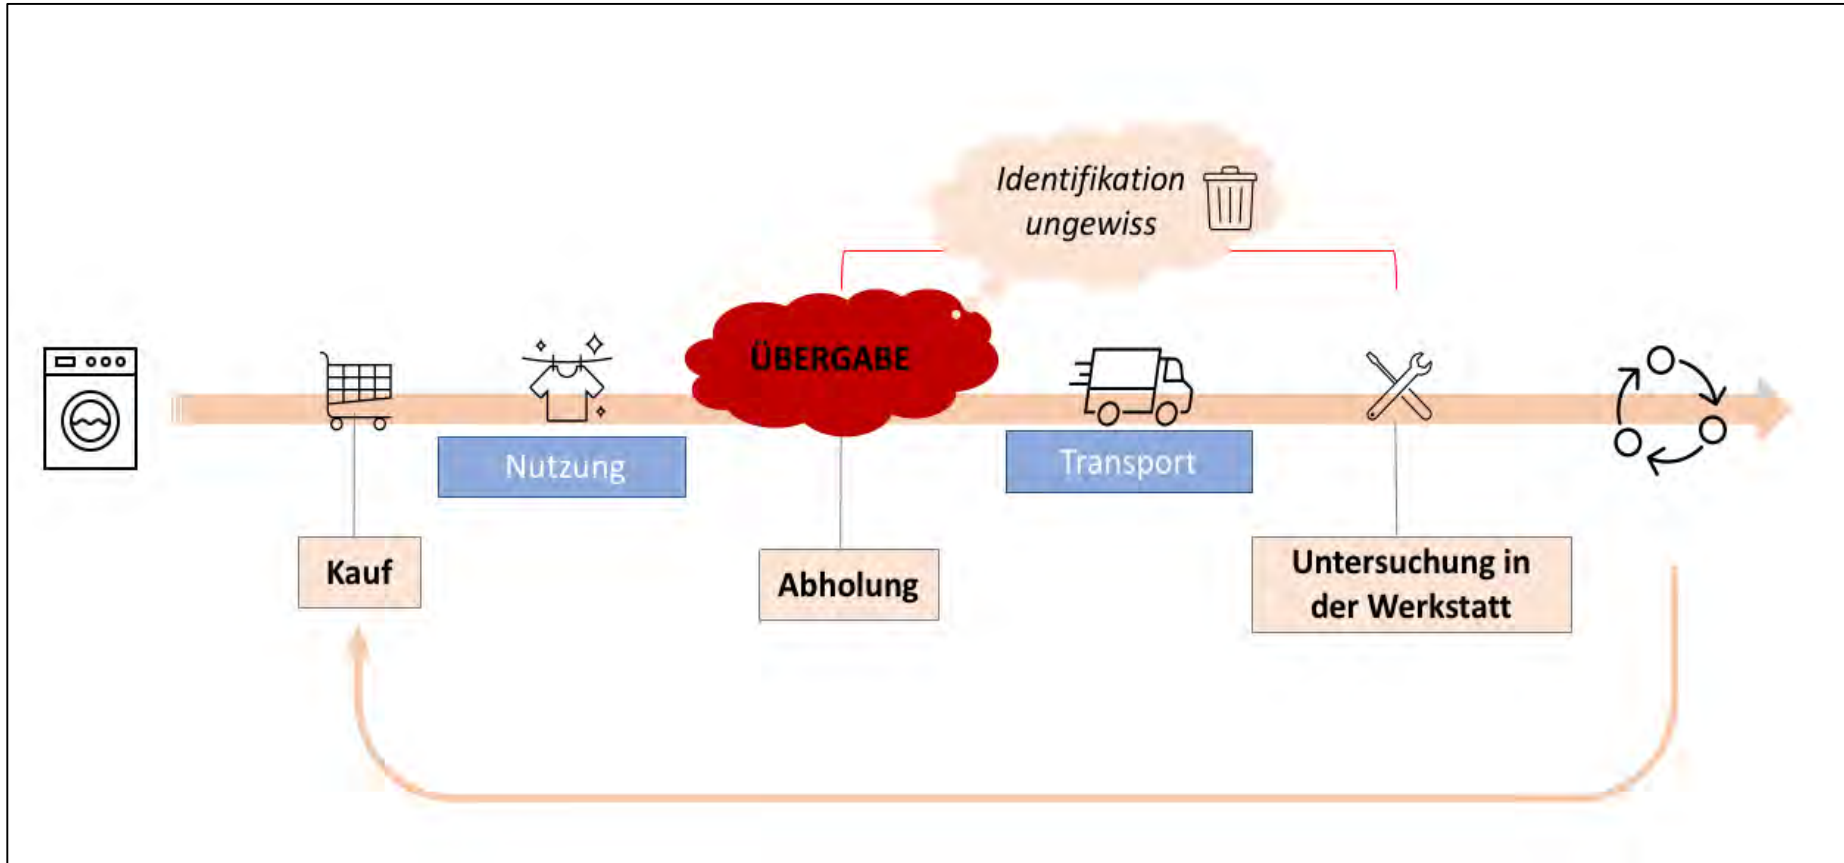 Identifikation
ungewiss
ÜBERGABE
Nutzung
Transport
Kauf
Abholung
Untersuchung in
der Werkstatt